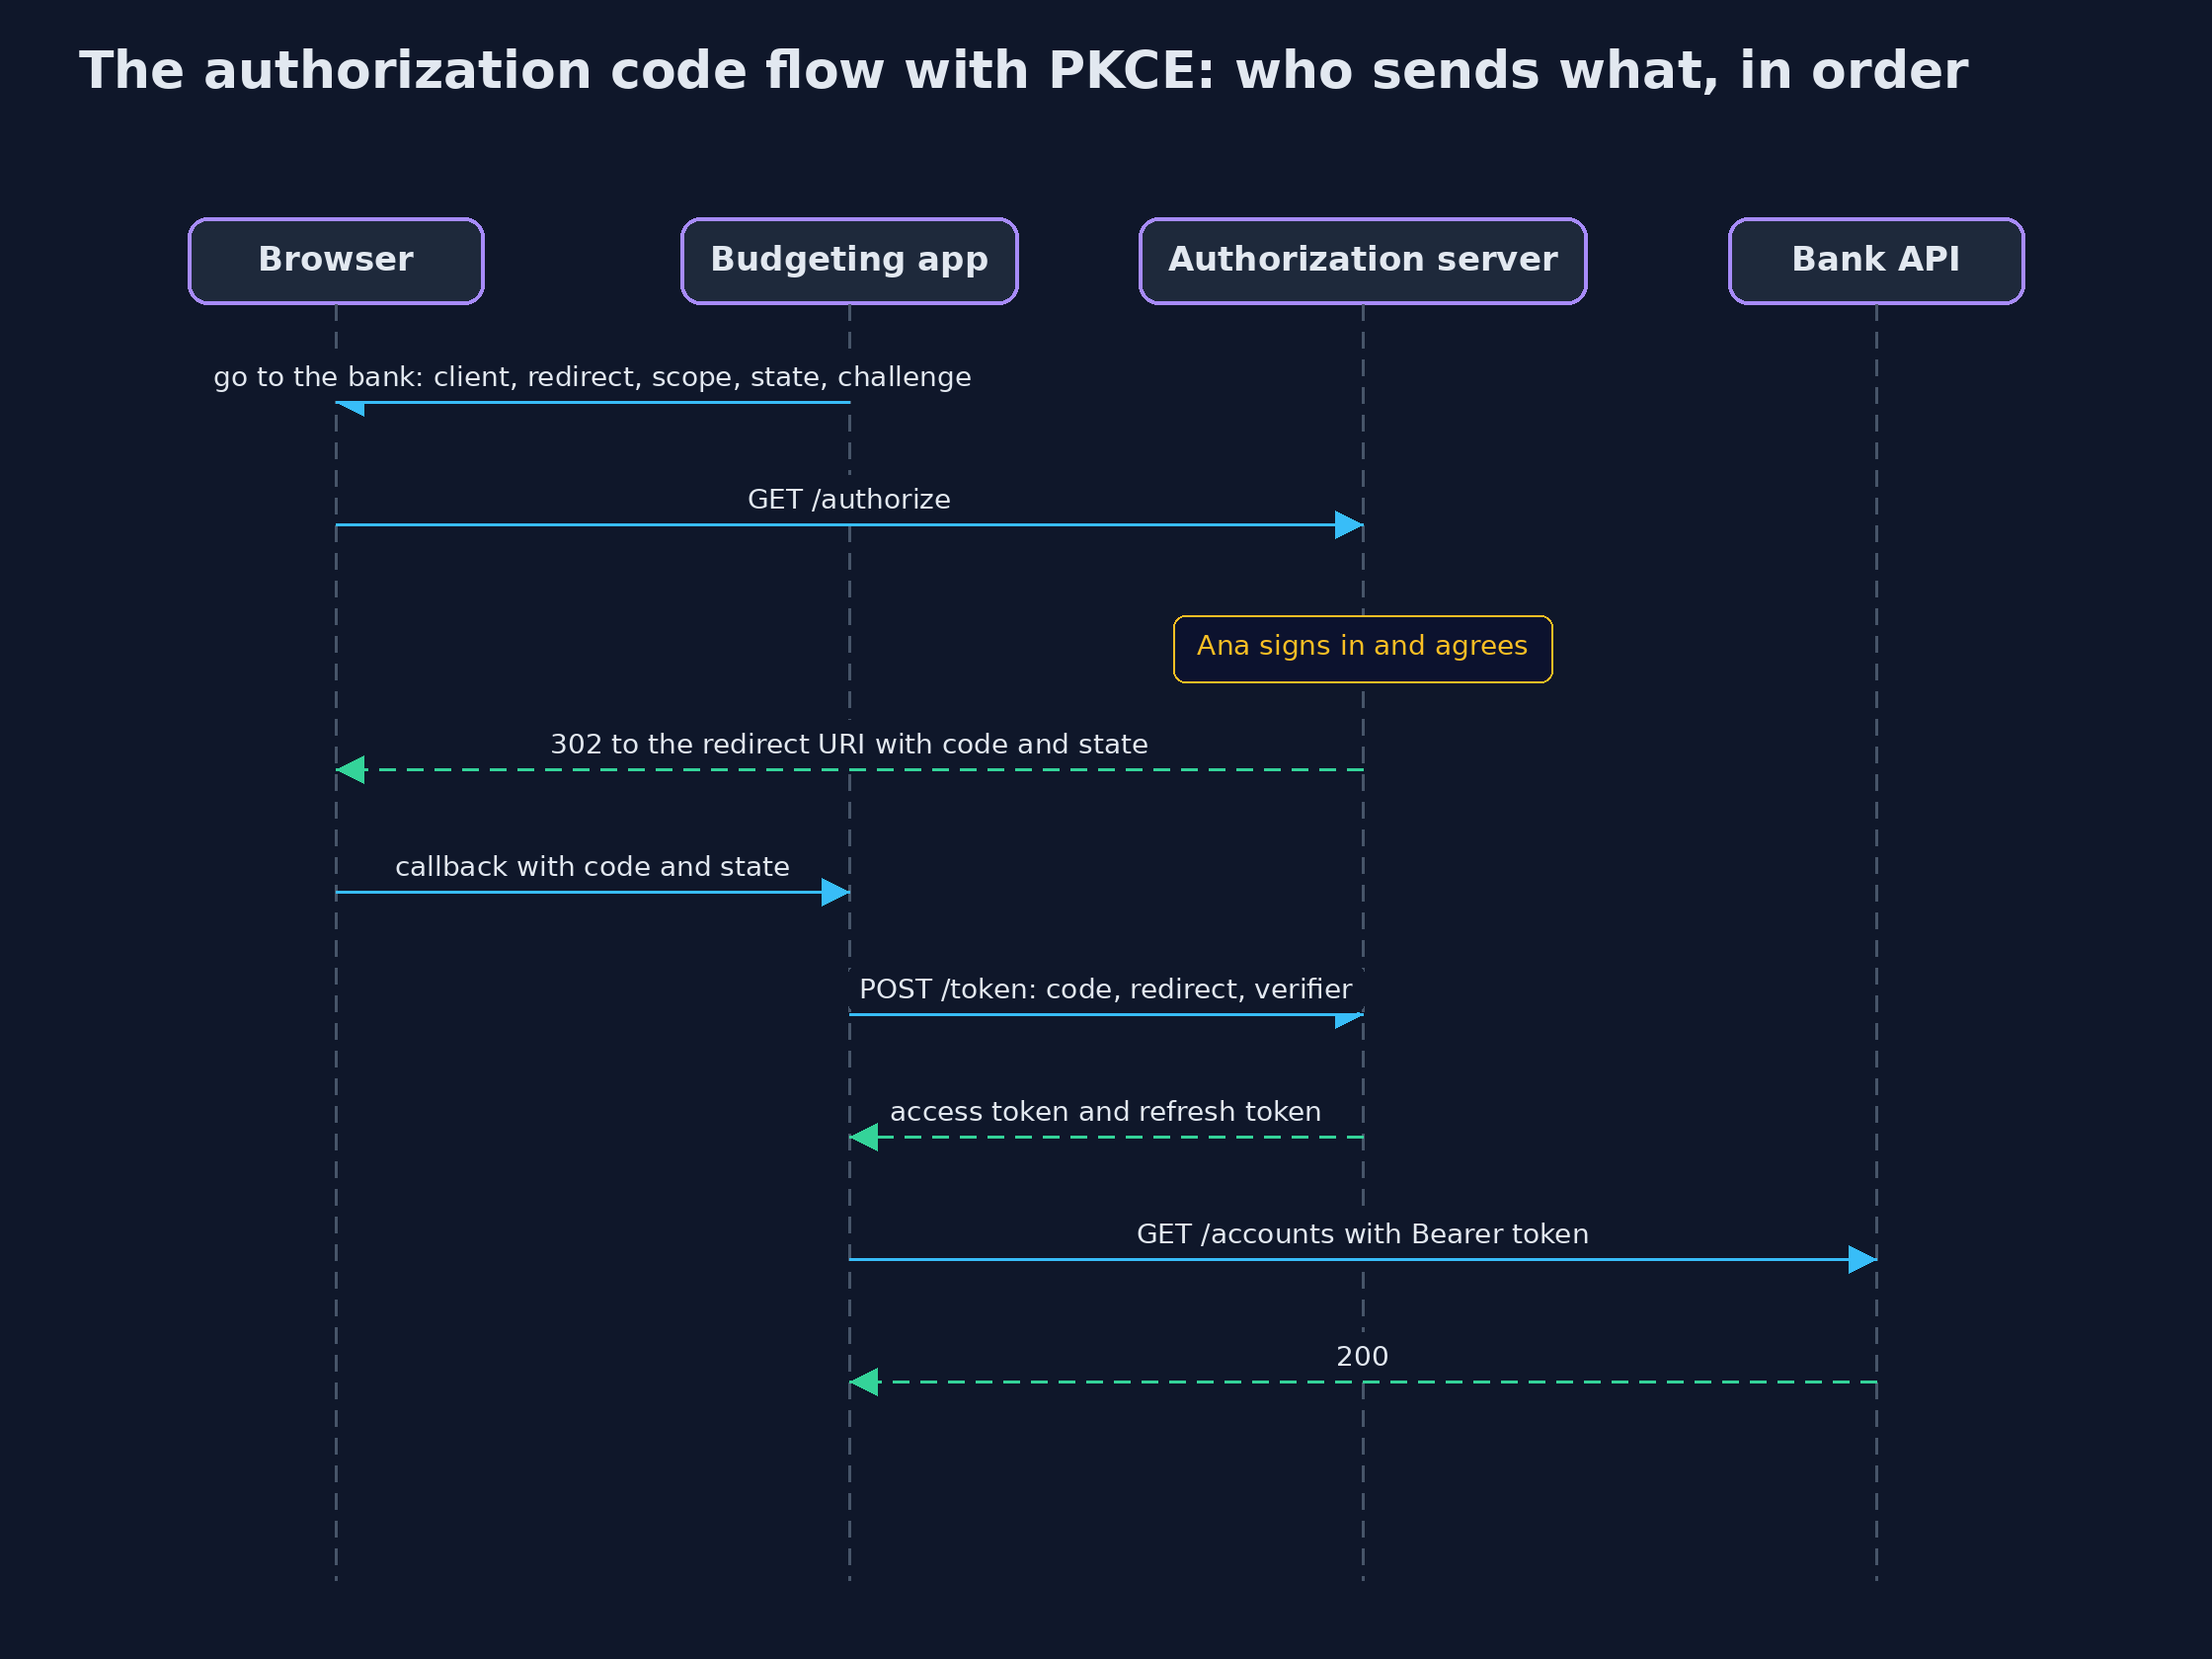 The authorization code flow with PKCE: who sends what, in order
Browser
Budgeting app
Authorization server
Bank API
go to the bank: client, redirect, scope, state, challenge
GET /authorize
Ana signs in and agrees
302 to the redirect URI with code and state
callback with code and state
POST /token: code, redirect, verifier
access token and refresh token
GET /accounts with Bearer token
200